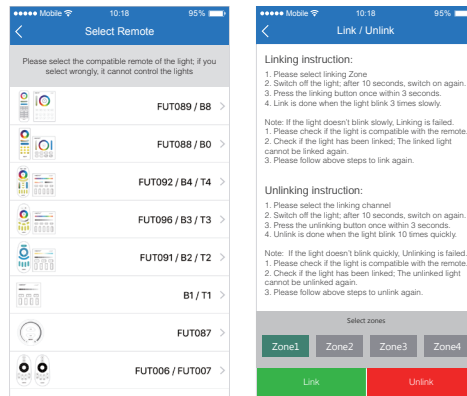 Mobile 10:18 95%
Select Remote
Please select the compatible remote of the light; if you
select wrongly, it cannot control the lights
FUT089 / B8
FUT088 / B0
FUT092 / B4 / T4
FUT096 / B3 / T3
FUT091 / B2 / T2
B1 / T1
FUT087
FUT006 / FUT007
Mobile 10:18 95%
Link / Unlink
Linking instruction:
1. Please select linking Zone
2. Switch off the light; after 10 seconds, switch on again.
3. Press the linking button once within 3 seconds.
4. Link is done when the light blink 3 times slowly.
Note: If the light doesn't blink slowly, Linking is failed.
1. Please check if the light is compatible with the remote.
2. Check if the light has been linked; The linked light
cannot be linked again.
3. Please follow above steps to link again.
Unlinking instruction:
1. Please select the linking channel
2. Switch off the light; after 10 seconds, switch on again.
3. Press the unlinking button once within 3 seconds.
4. Unlink is done when the light blink 10 times quickly.
Note: If the light doesn't blink quickly, Unlinking is failed.
1. Please check if the light is compatible with the remote.
2. Check if the light has been linked; The unlinked light
cannot be unlinked again.
3. Please follow above steps to unlink again.
Select zones
Zone1 Zone2 Zone3 Zone4
Link Unlink